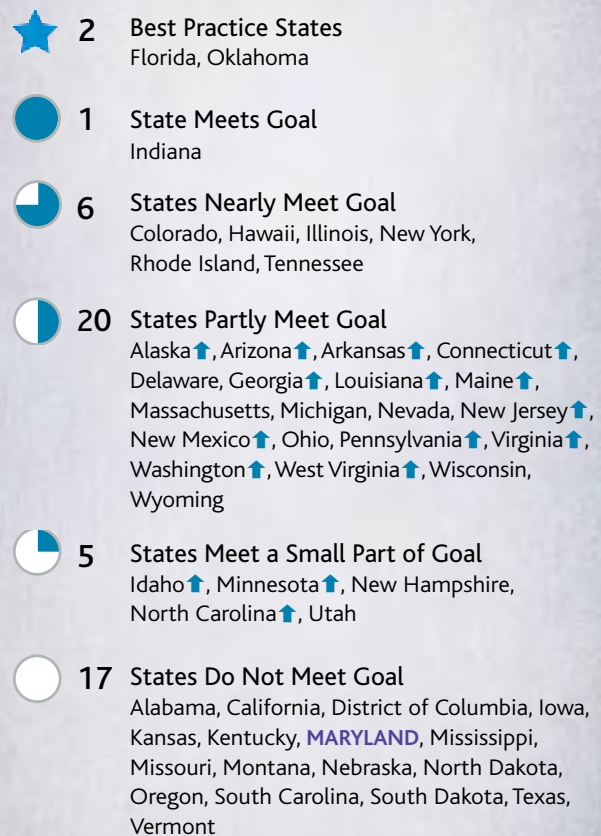 2 Best Practice States
Florida, Oklahoma
1 State Meets Goal
Indiana
6 States Nearly Meet Goal
Colorado, Hawaii, Illinois, New York,
Rhode Island, Tennessee
20 States Partly Meet Goal
Alaska⬆, Arizona⬆, Arkansas⬆, Connecticut⬆,
Delaware, Georgia⬆, Louisiana⬆, Maine⬆,
Massachusetts, Michigan, Nevada, New Jersey⬆,
New Mexico⬆, Ohio, Pennsylvania⬆, Virginia⬆,
Washington⬆, West Virginia⬆, Wisconsin,
Wyoming
5 States Meet a Small Part of Goal
Idaho⬆, Minnesota⬆, New Hampshire,
North Carolina⬆, Utah
17 States Do Not Meet Goal
Alabama, California, District of Columbia, Iowa,
Kansas, Kentucky, MARYLAND, Mississippi,
Missouri, Montana, Nebraska, North Dakota,
Oregon, South Carolina, South Dakota, Texas,
Vermont